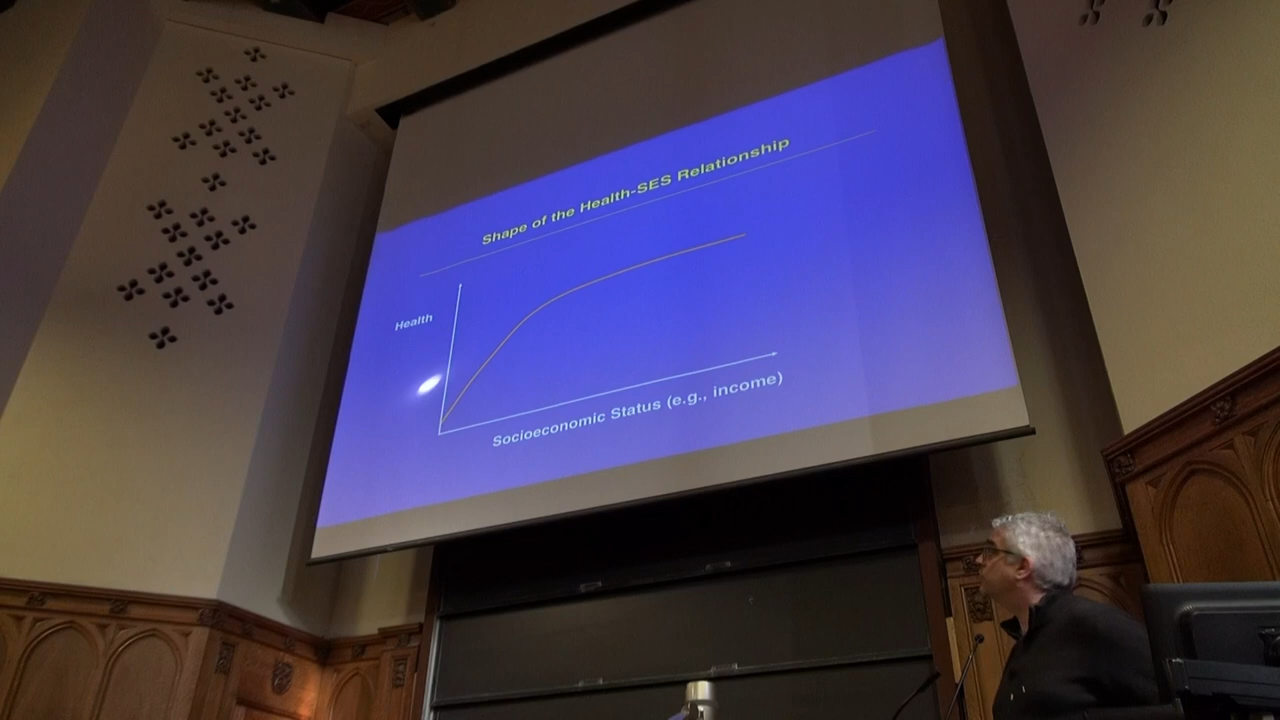 Shape of the Health-SES Relationship
Health
Socioeconomic Status (e.g., income)